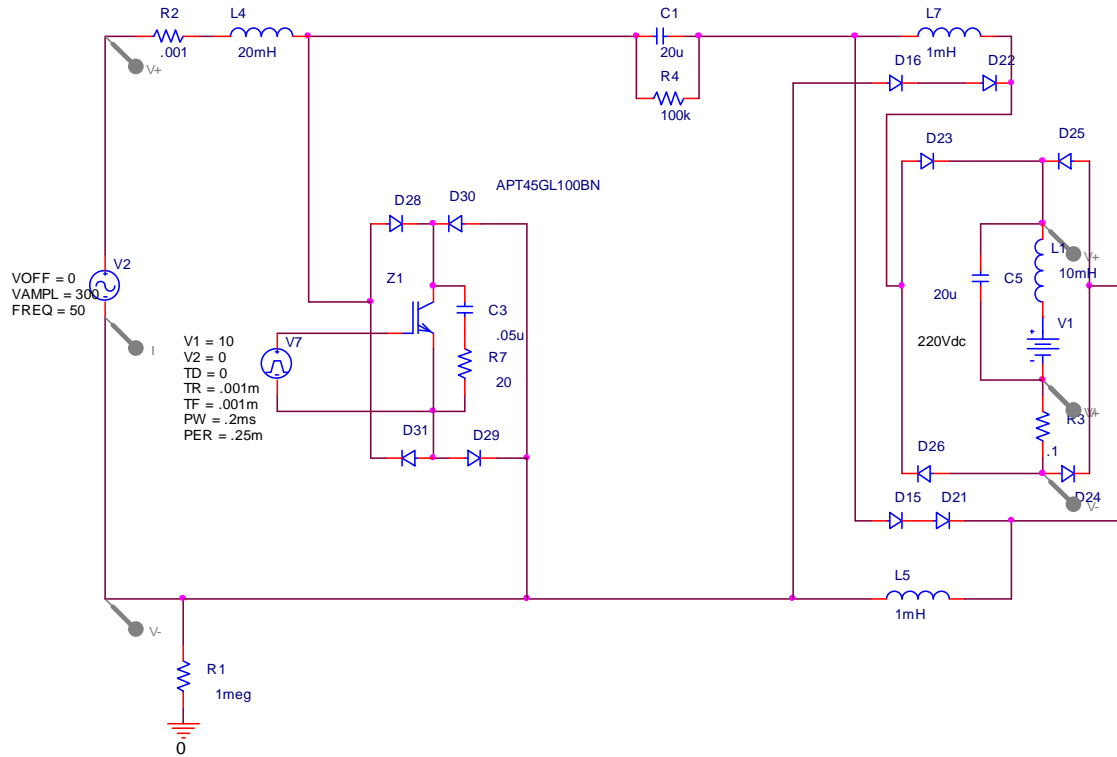 R2
.001
L4
20mH
C1
20u
R4
100k
L7
1mH
D16
D22
V+
D23
D25
APT45GL100BN
D28
D30
V2
VOFF = 0
VAMPL = 300
FREQ = 50
Z1
C3
.05u
R7
20
V7
V1 = 10
V2 = 0
TD = 0
TR = .001m
TF = .001m
PW = .2ms
PER = .25m
I
C5
20u
L1
10mH
V+
V1
220Vdc
V+
R3
.1
D31
D29
D26
D24
V-
D15
D21
L5
1mH
V-
R1
1meg
0